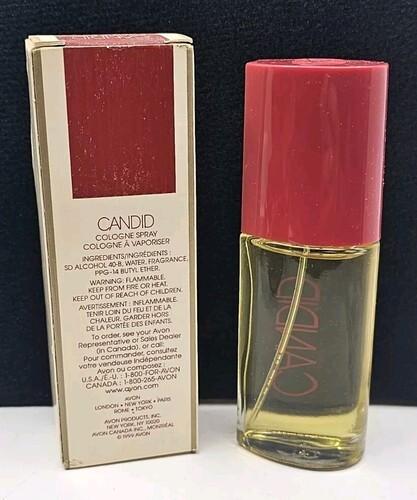 CANDID
COLOGNE SPRAY
COLOGNE À VAPORISER
INGREDIENTS/INGRÉDIENTS :
SD ALCOHOL 40-B, WATER, FRAGRANCE,
PPG-14 BUTYL ETHER.
WARNING: FLAMMABLE.
KEEP FROM FIRE OR HEAT.
KEEP OUT OF REACH OF CHILDREN.
AVERTISSEMENT : INFLAMMABLE.
TENIR LOIN DU FEU ET DE LA
CHALEUR. GARDER HORS
DE LA PORTÉE DES ENFANTS.
To order, see your Avon
Representative or Sales Dealer
(in Canada), or call:
Pour commander, consultez
votre vendeuse Indépendante
Avon ou composez :
U.S.A./É.-U. : 1-800-FOR-AVON
CANADA : 1-800-265-AVON
www.avon.com
AVON
LONDON • NEW YORK • PARIS
ROME • TOKYO
AVON PRODUCTS, INC.
NEW YORK, NY 10020
AVON CANADA INC., MONTRÉAL
© 1999 AVON
CANDID